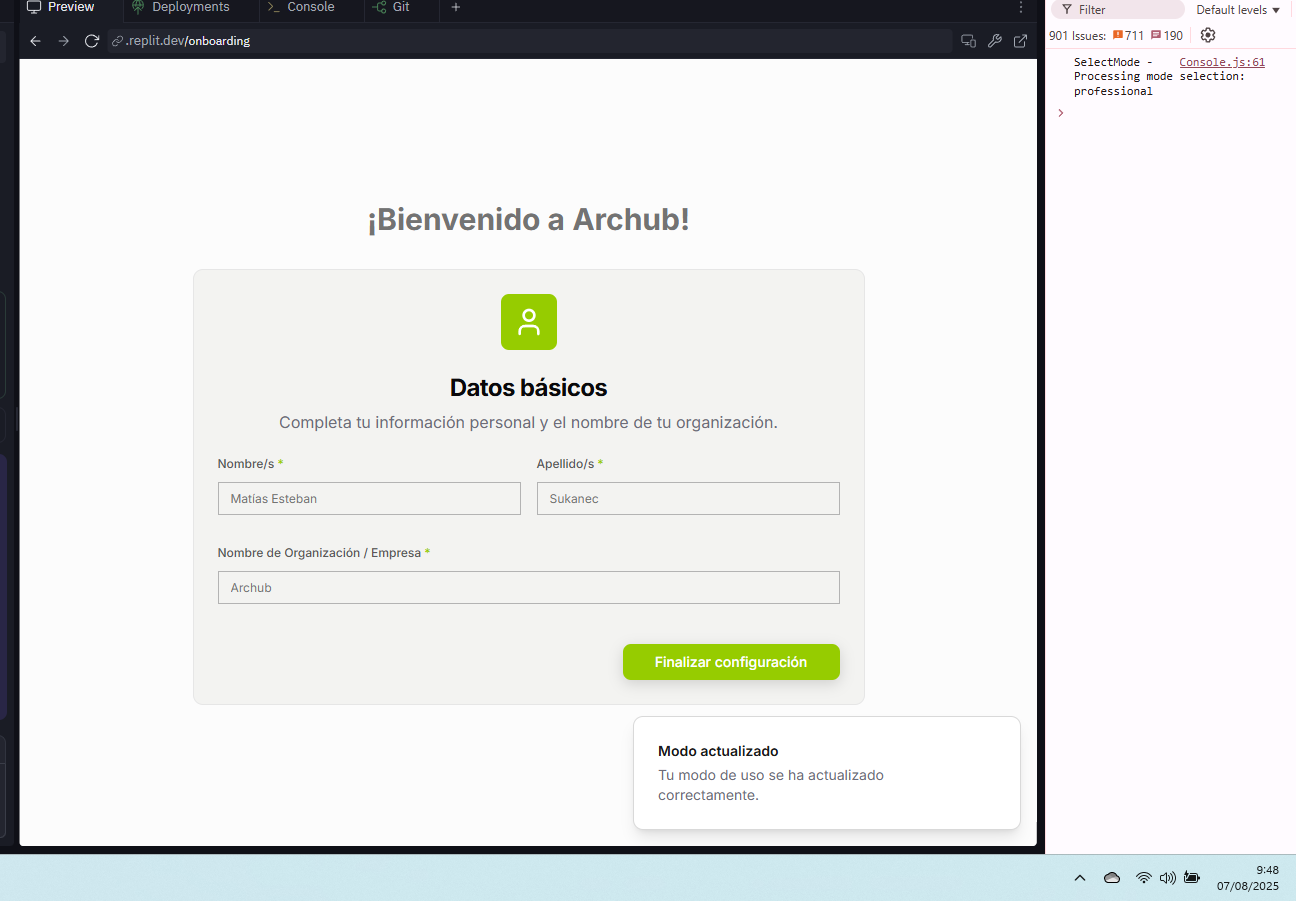 Preview
Deployments
Console
Git
Filter
Default levels
.replit.dev/onboarding
901 Issues: 711 190
SelectMode - Console.js:61
Processing mode selection:
professional
¡Bienvenido a Archub!
Datos básicos
Completa tu información personal y el nombre de tu organización.
Nombre/s * Apellido/s *
Matías Esteban Sukanec
Nombre de Organización / Empresa *
Archub
Finalizar configuración
Modo actualizado
Tu modo de uso se ha actualizado
correctamente.
9:48
07/08/2025